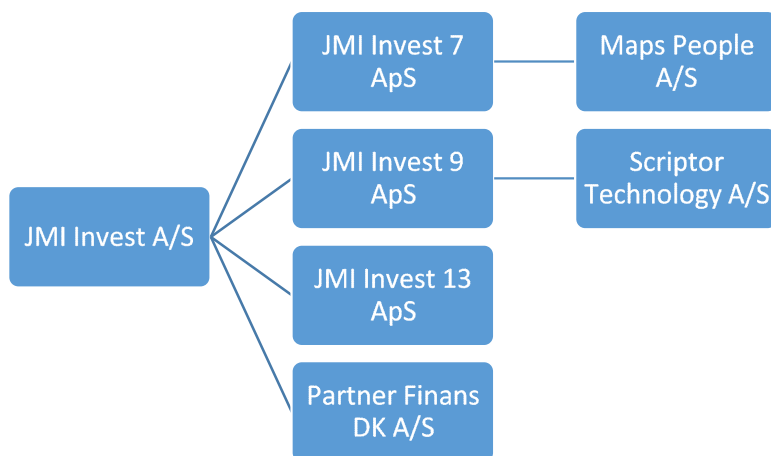 JMI Invest A/S
JMI Invest 7
ApS
Maps People
A/S
JMI Invest 9
ApS
Scriptor
Technology A/S
JMI Invest 13
ApS
Partner Finans
DK A/S